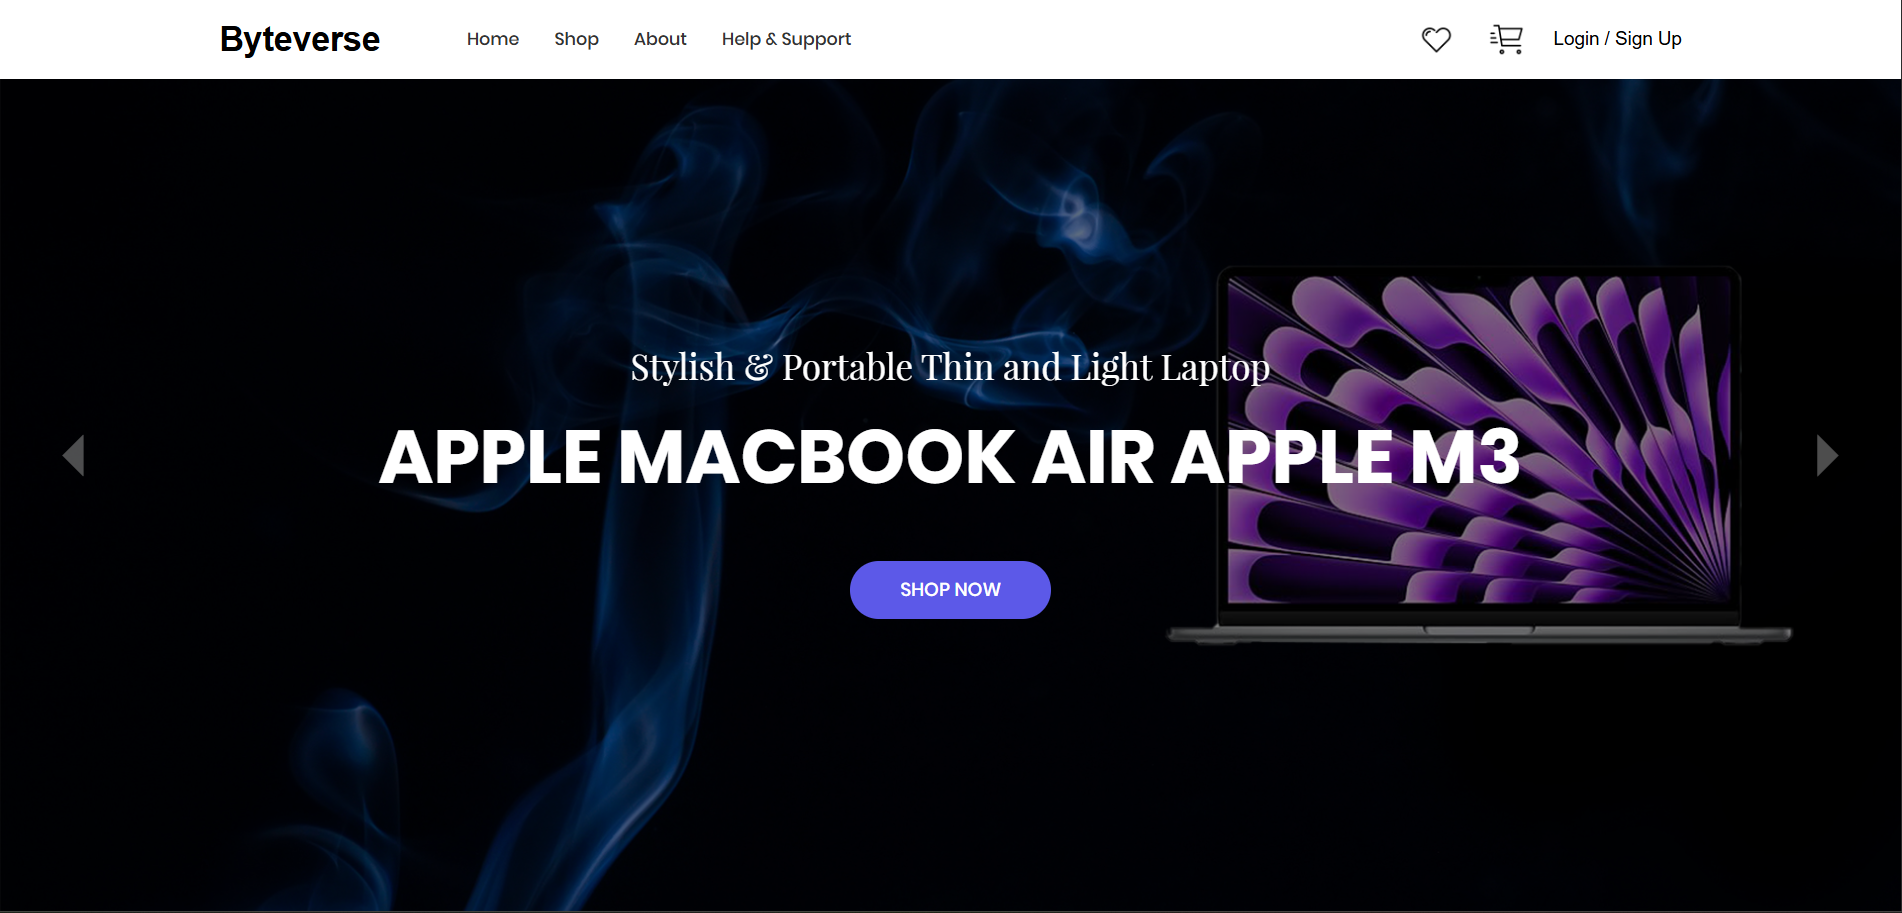 Byteverse
Home
Shop
About
Help & Support
Login / Sign Up
Stylish & Portable Thin and Light Laptop
APPLE MACBOOK AIR APPLE M3
SHOP NOW